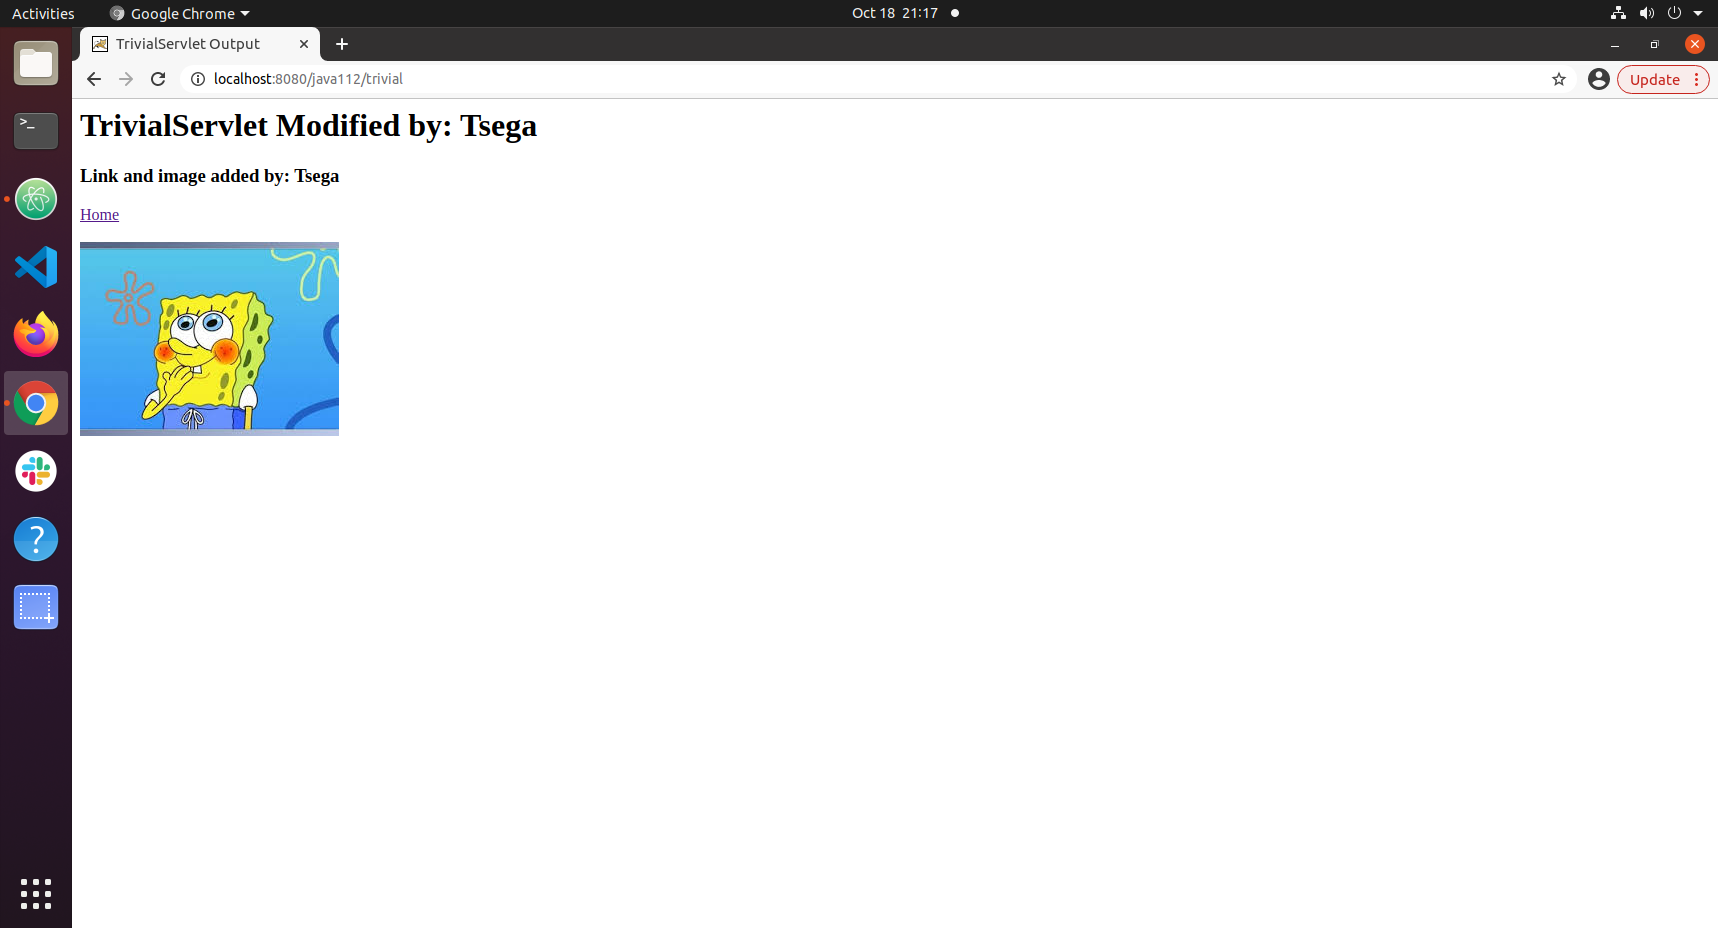 Activities
Google Chrome
Oct 18 21:17
TrivialServlet Output
localhost:8080/java112/trivial
Update
TrivialServlet Modified by: Tsega
Link and image added by: Tsega
Home
>_
?